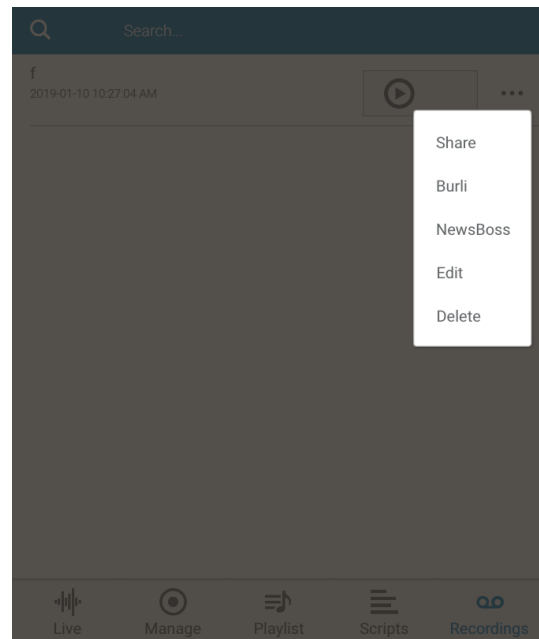 Search...
f
2019-01-10 10:27:04 AM
Share
Burli
NewsBoss
Edit
Delete
Live
Manage
Playlist
Scripts
Recordings